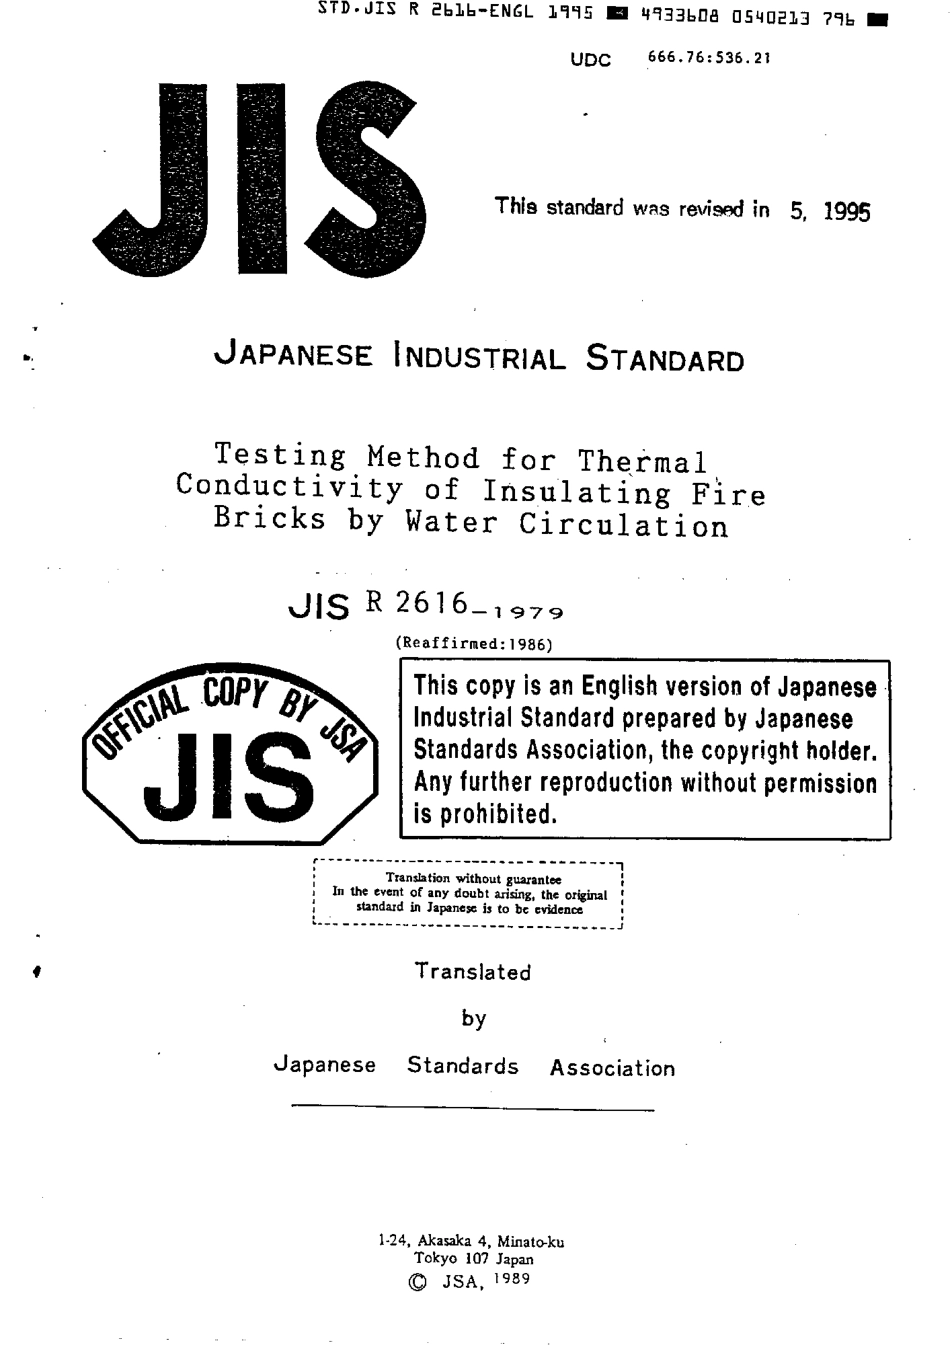 STD.JIS R 2616-ENGL 1995 4933608 0540213 796
UDC 666.76:536.21
JIS
This standard was revised in 5, 1995
JAPANESE INDUSTRIAL STANDARD
Testing Method for Thermal
Conductivity of Insulating Fire
Bricks by Water Circulation
JIS R 2616-1979
(Reaffirmed:1986)
OFFICIAL COPY BY JSA
JIS
This copy is an English version of Japanese
Industrial Standard prepared by Japanese
Standards Association, the copyright holder.
Any further reproduction without permission
is prohibited.
Translation without guarantee
In the event of any doubt arising, the original
standard in Japanese is to be evidence
Translated
by
Japanese Standards Association
1-24, Akasaka 4, Minato-ku
Tokyo 107 Japan
© JSA, 1989